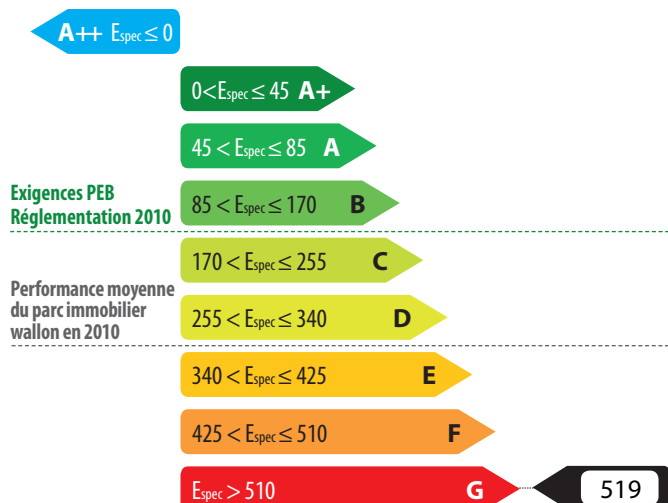 A++ Espec ≤ 0
0<Espec ≤ 45 A+
45 < Espec ≤ 85 A
Exigences PEB
Réglementation 2010
85 < Espec ≤ 170 B
170 < Espec ≤ 255 C
Performance moyenne
du parc immobilier
wallon en 2010
255 < Espec ≤ 340 D
340 < Espec ≤ 425 E
425 < Espec ≤ 510 F
Espec > 510 G 519